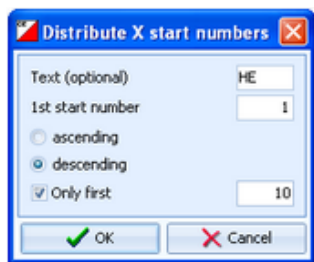 Distribute X start numbers
Text (optional) HE
1st start number 1
ascending
descending
Only first 10
OK Cancel